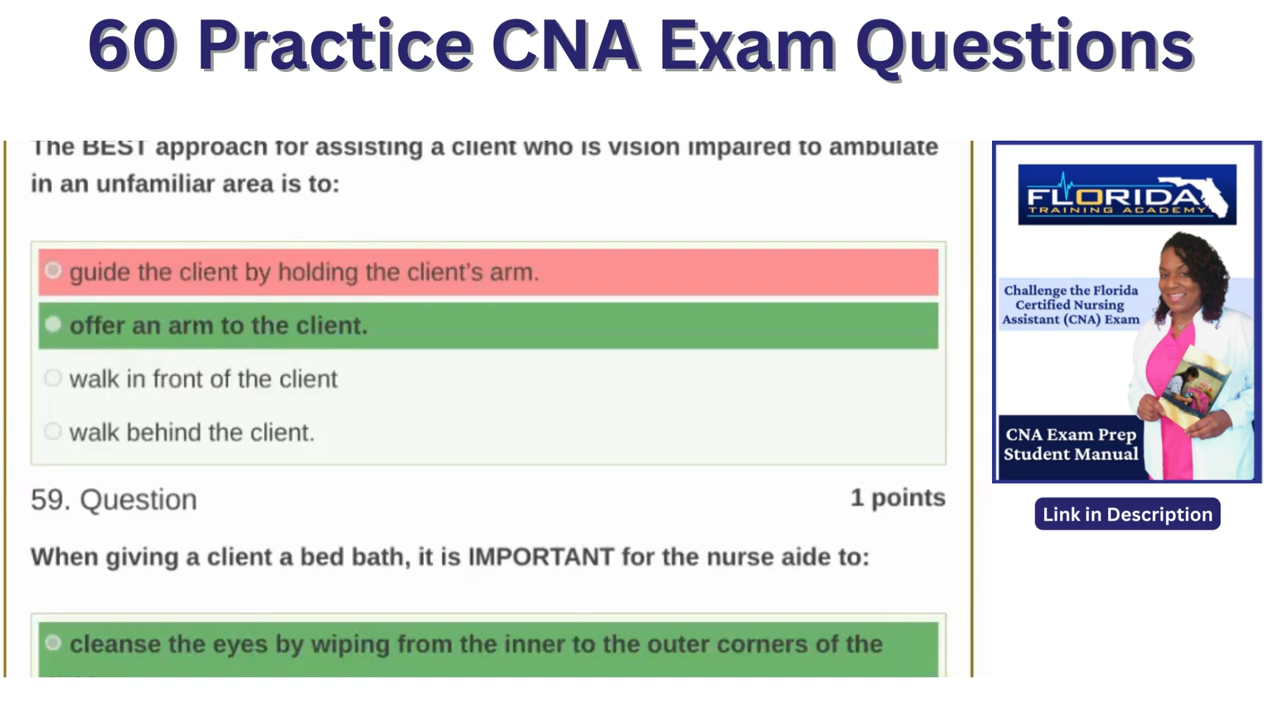 60 Practice CNA Exam Questions
The BEST approach for assisting a client who is vision impaired to ambulate
in an unfamiliar area is to:
guide the client by holding the client's arm.
offer an arm to the client.
walk in front of the client
walk behind the client.
59. Question
1 points
When giving a client a bed bath, it is IMPORTANT for the nurse aide to:
cleanse the eyes by wiping from the inner to the outer corners of the
FLORIDA
TRAINING ACADEMY
Challenge the Florida
Certified Nursing
Assistant (CNA) Exam
CNA Exam Prep
Student Manual
Link in Description